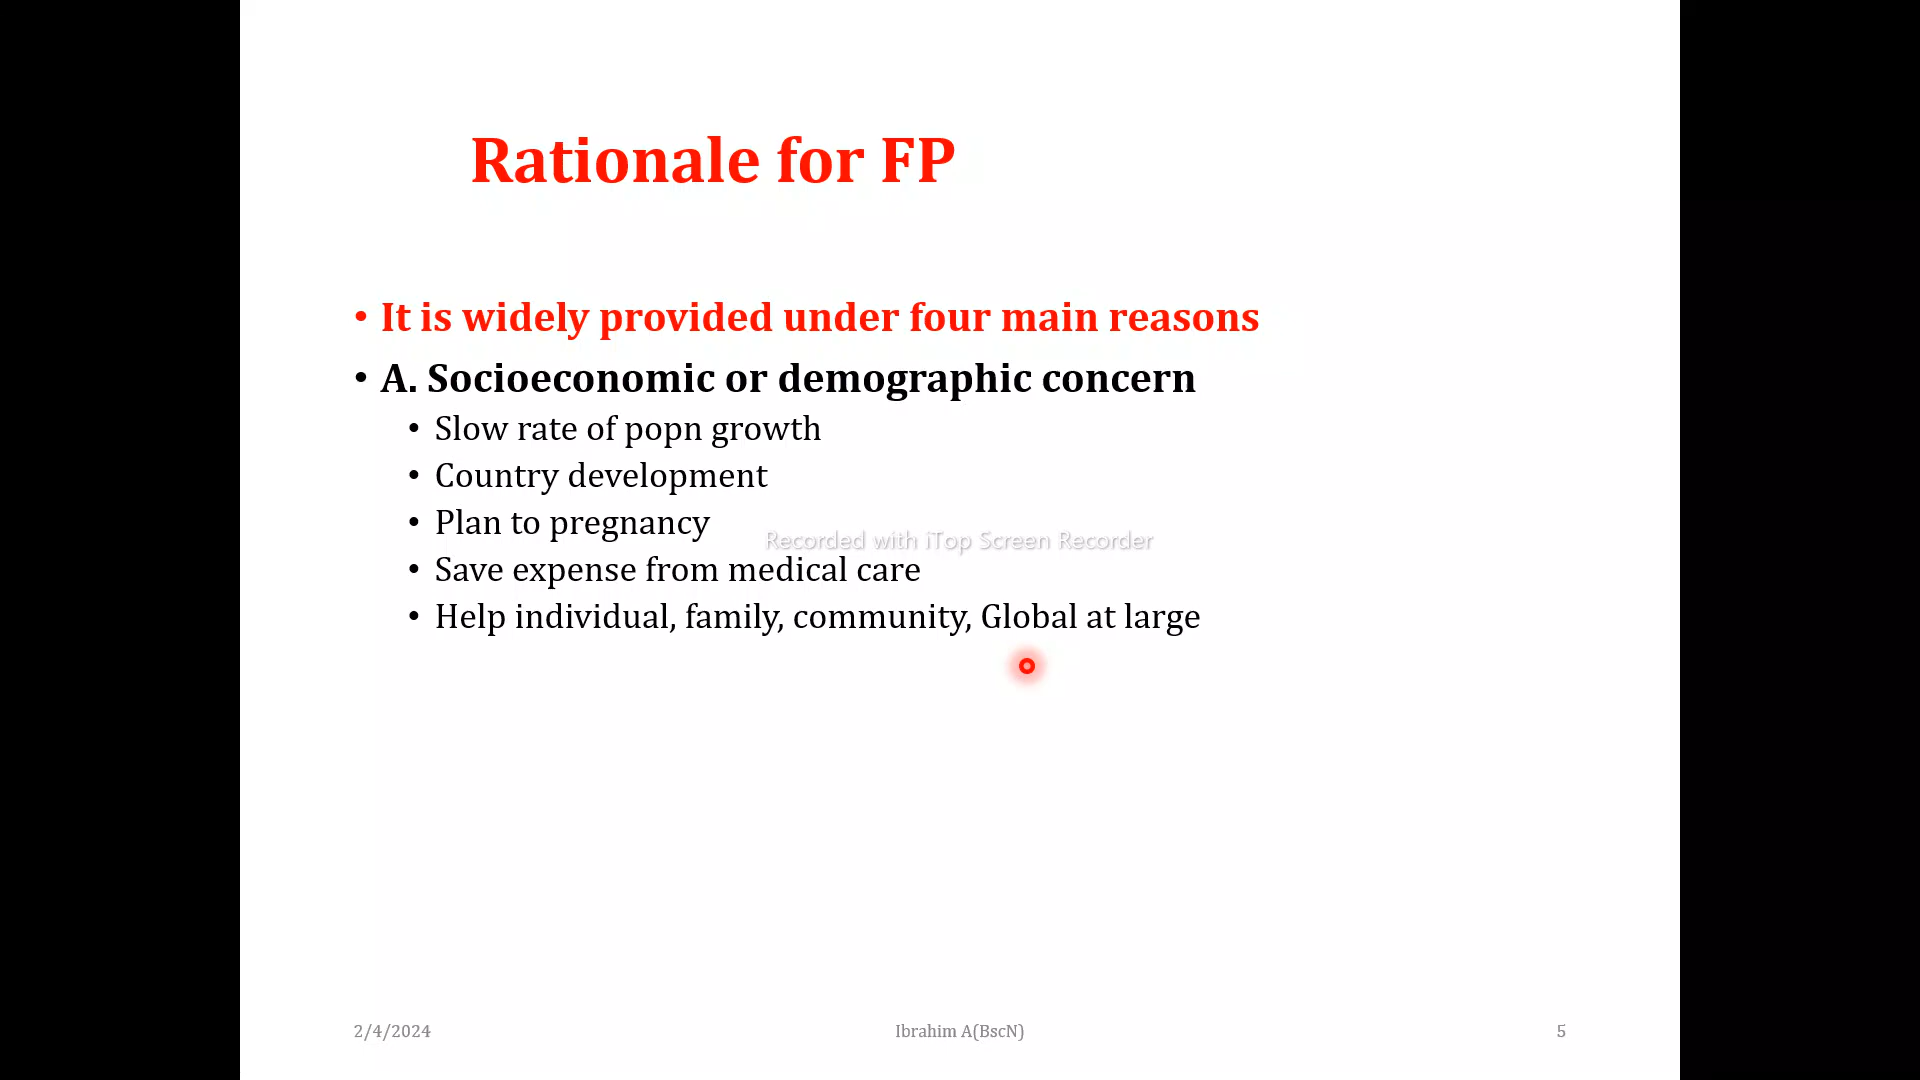 Rationale for FP
• It is widely provided under four main reasons
• A. Socioeconomic or demographic concern
• Slow rate of popn growth
• Country development
• Plan to pregnancy
Recorded with iTop Screen Recorder
• Save expense from medical care
• Help individual, family, community, Global at large
2/4/2024
Ibrahim A(BscN)
5